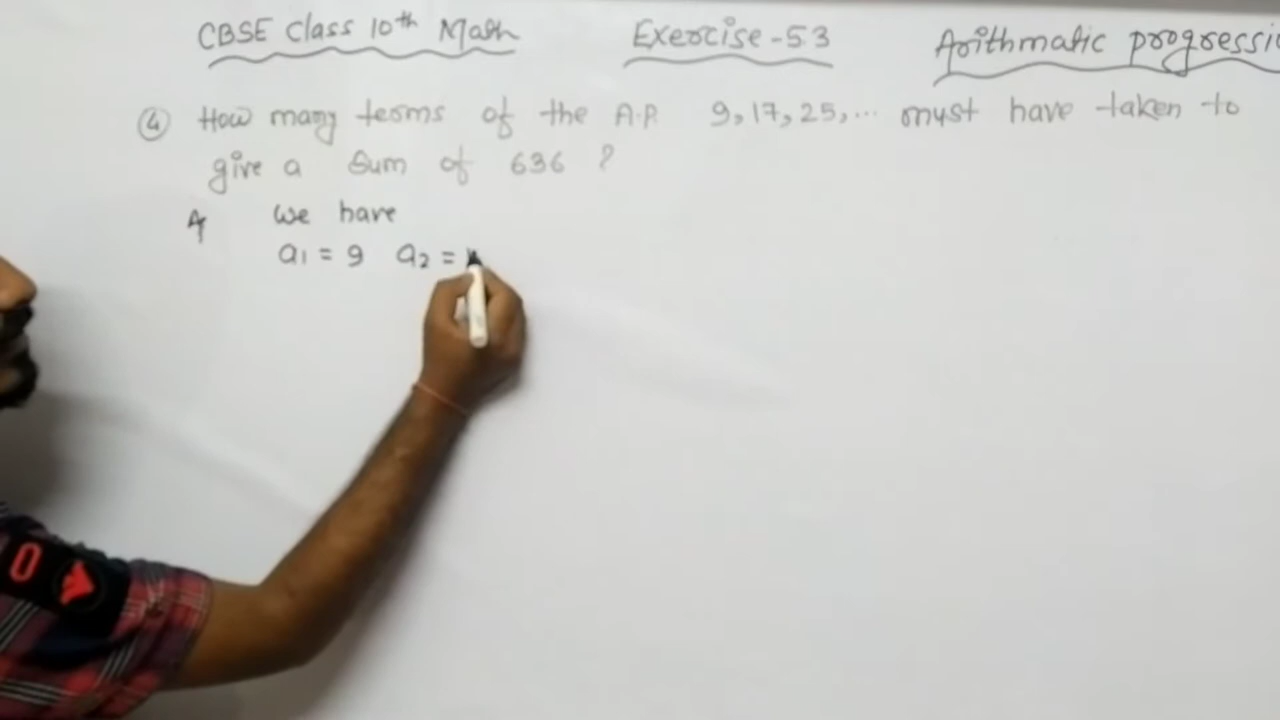 CBSE Class 10th Math Exercise-5.3 Arithmatic progressi
④ How many terms of the A.P. 9, 17, 25, ... must have taken to
give a sum of 636 ?
A we have
a1 = 9 a2 =